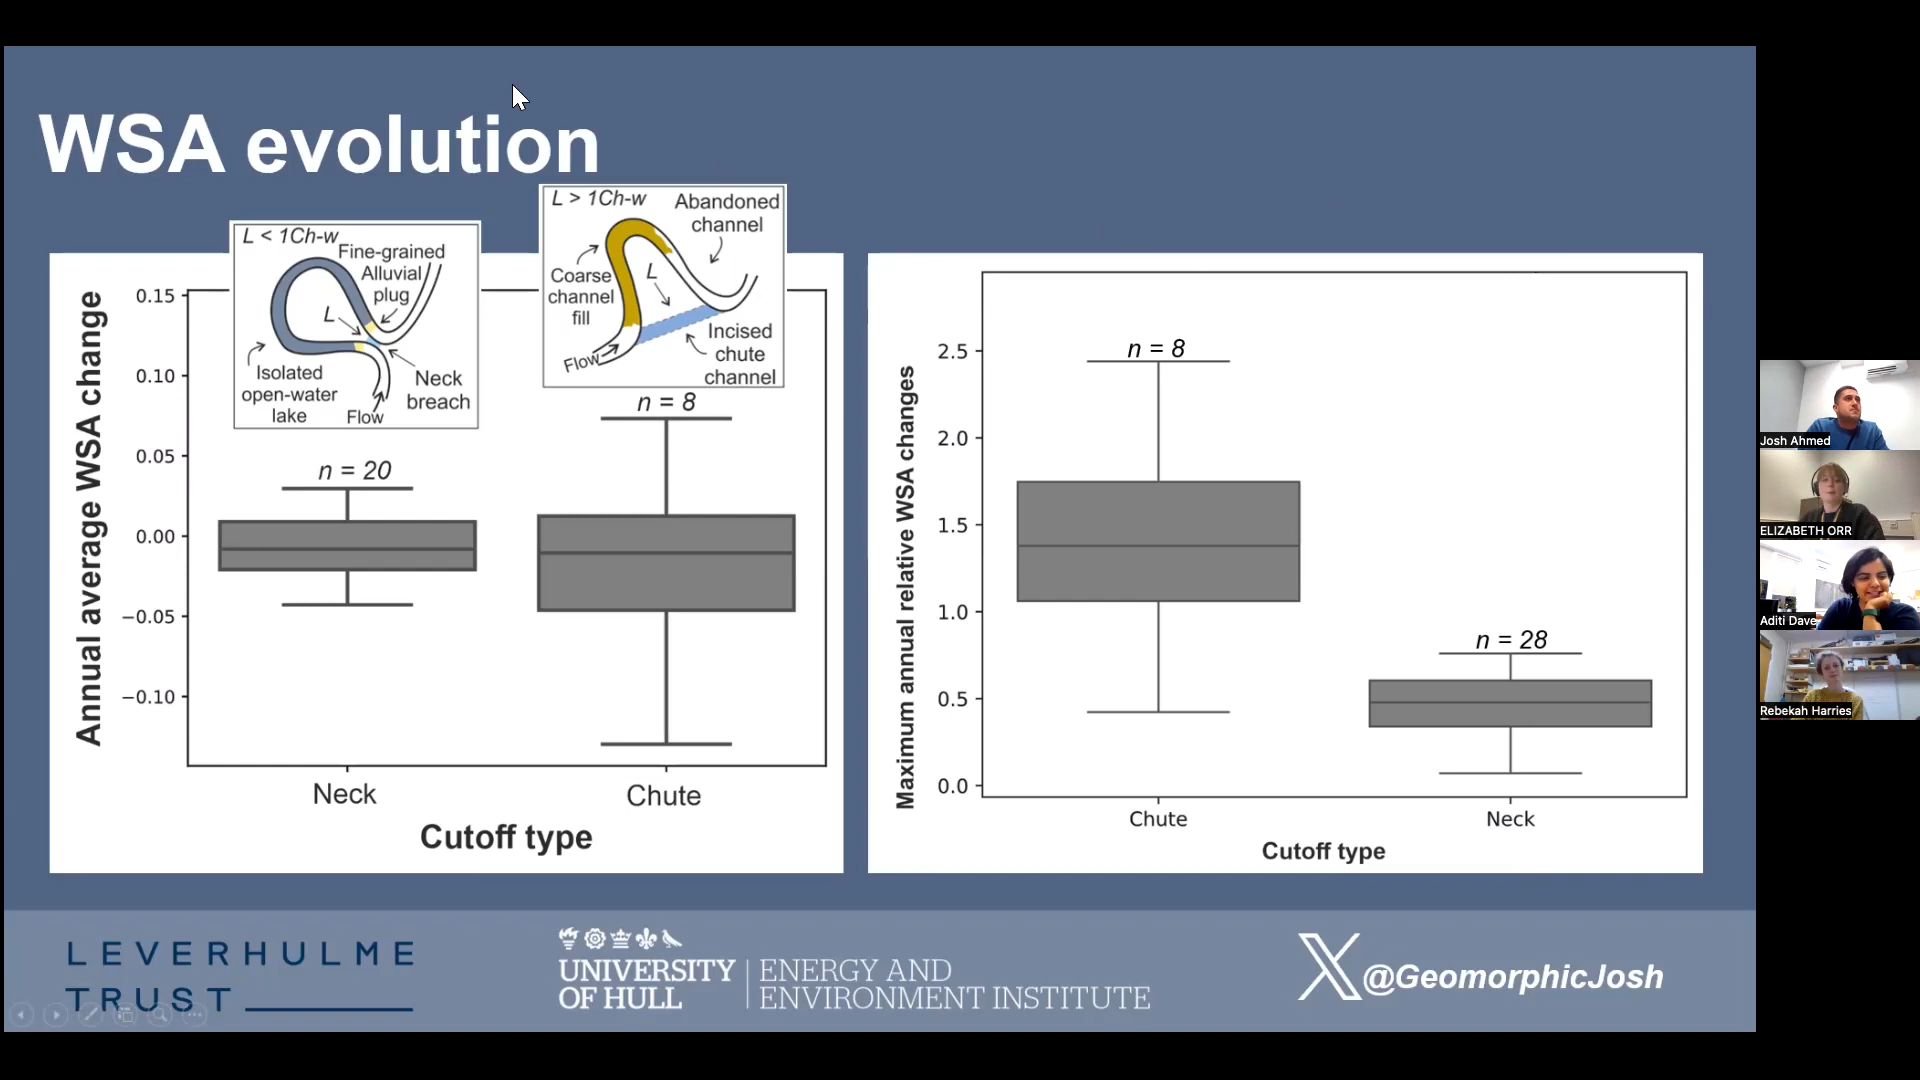 WSA evolution
L < 1Ch-w
Fine-grained
Alluvial
plug
L
Isolated
open-water
lake
Flow
Neck
breach
L > 1Ch-w
Abandoned
channel
Coarse
channel
fill
L
Flow
Incised
chute
channel
Annual average WSA change
0.15
0.10
0.05
0.00
−0.05
−0.10
n = 20
n = 8
Neck
Chute
Cutoff type
Maximum annual relative WSA changes
2.5
2.0
1.5
1.0
0.5
0.0
n = 8
n = 28
Chute
Neck
Cutoff type
LEVERHULME
TRUST
UNIVERSITY
OF HULL
ENERGY AND
ENVIRONMENT INSTITUTE
@GeomorphicJosh
Josh Ahmed
ELIZABETH ORR
Aditi Dave
Rebekah Harries